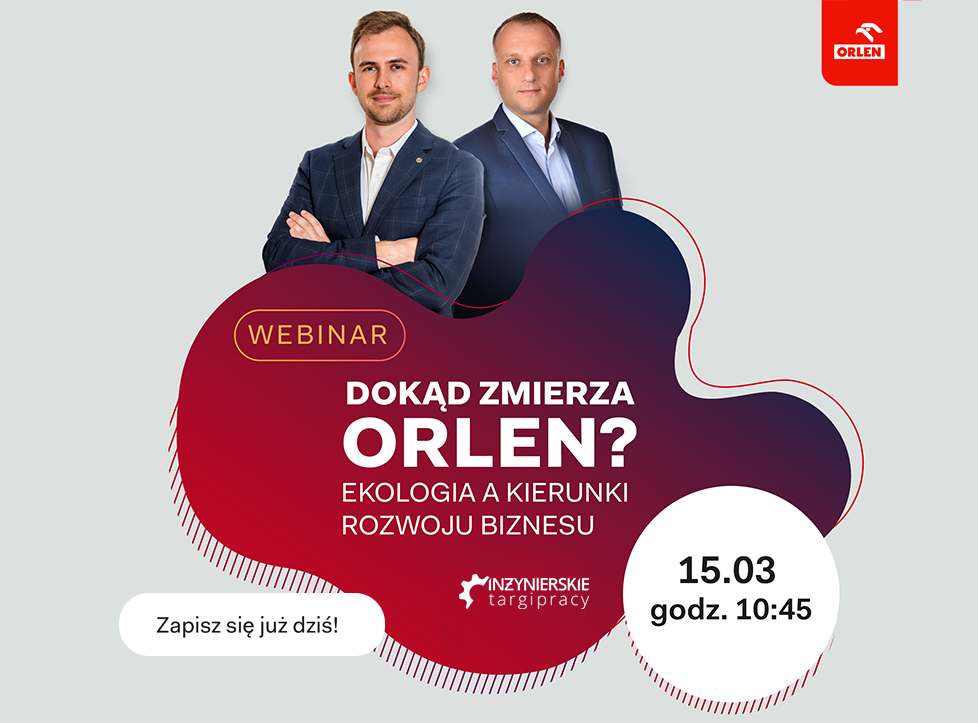 ORLEN
WEBINAR
DOKĄD ZMIERZA
ORLEN?
EKOLOGIA A KIERUNKI
ROZWOJU BIZNESU
INZYNIERSKIE
targipracy
15.03
godz. 10:45
Zapisz się już dziś!